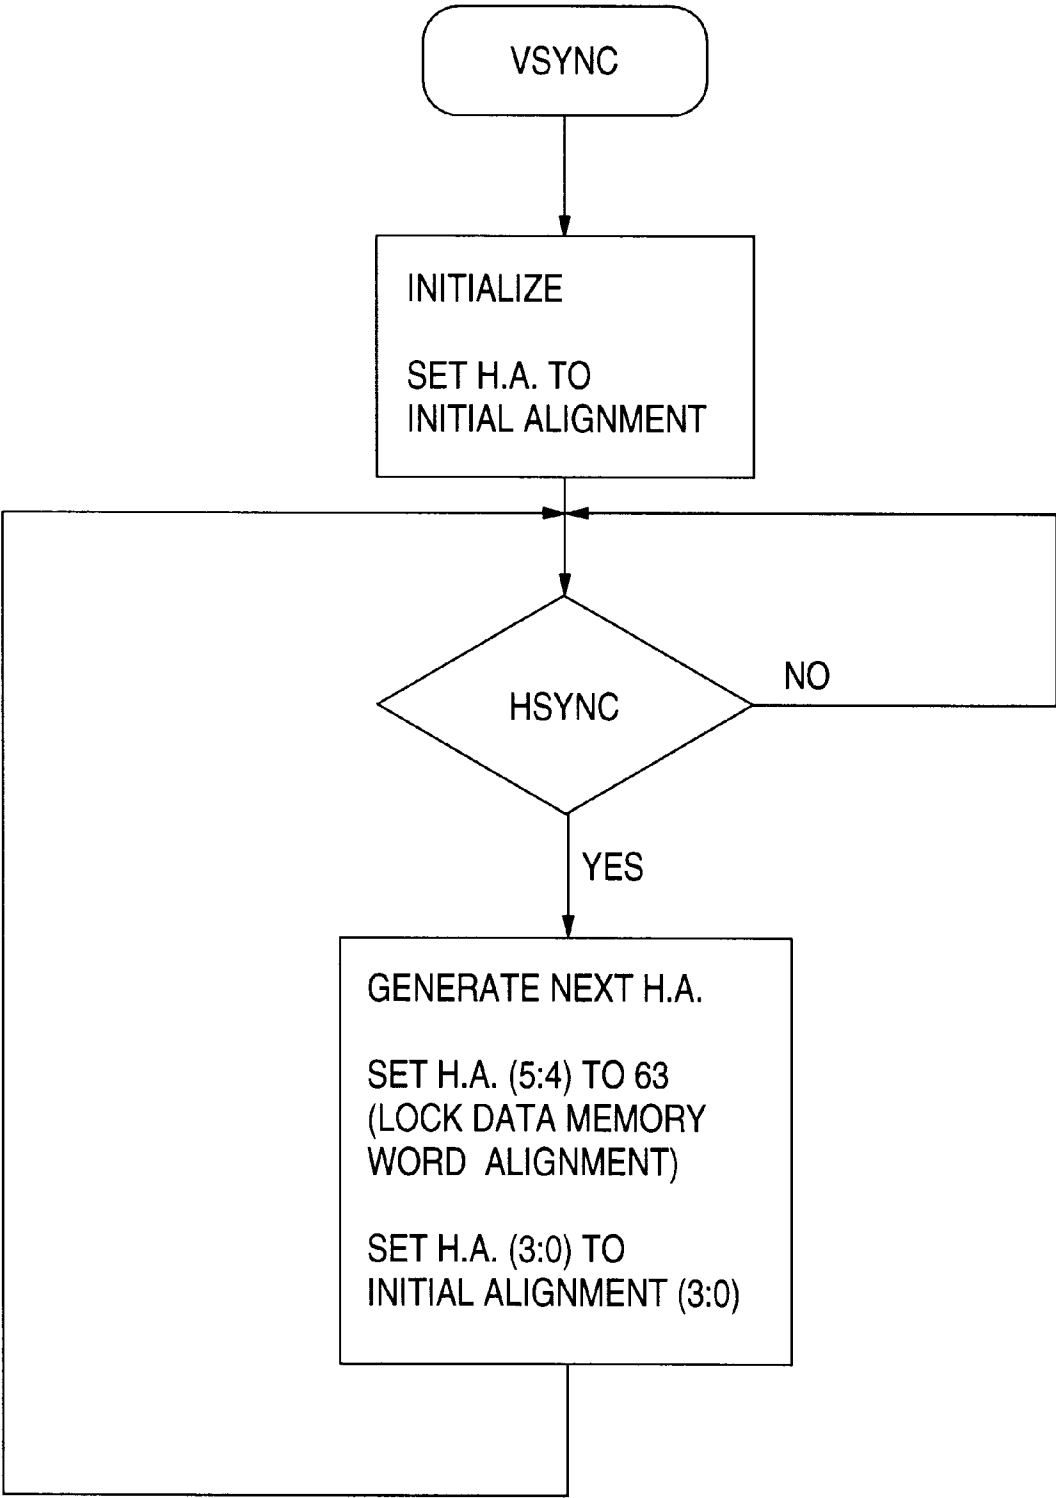 VSYNC
INITIALIZE
SET H.A. TO
INITIAL ALIGNMENT
HSYNC
NO
YES
GENERATE NEXT H.A.
SET H.A. (5:4) TO 63
(LOCK DATA MEMORY
WORD ALIGNMENT)
SET H.A. (3:0) TO
INITIAL ALIGNMENT (3:0)